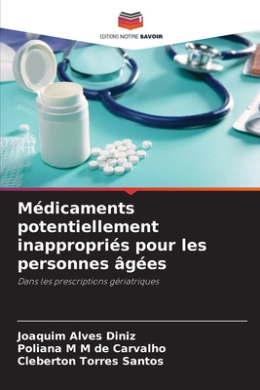 EDITIONS NOTRE SAVOIR
Médicaments
potentiellement
inappropriés pour les
personnes âgées
Dans les prescriptions gériatriques
Joaquim Alves Diniz
Poliana M M de Carvalho
Cleberton Torres Santos